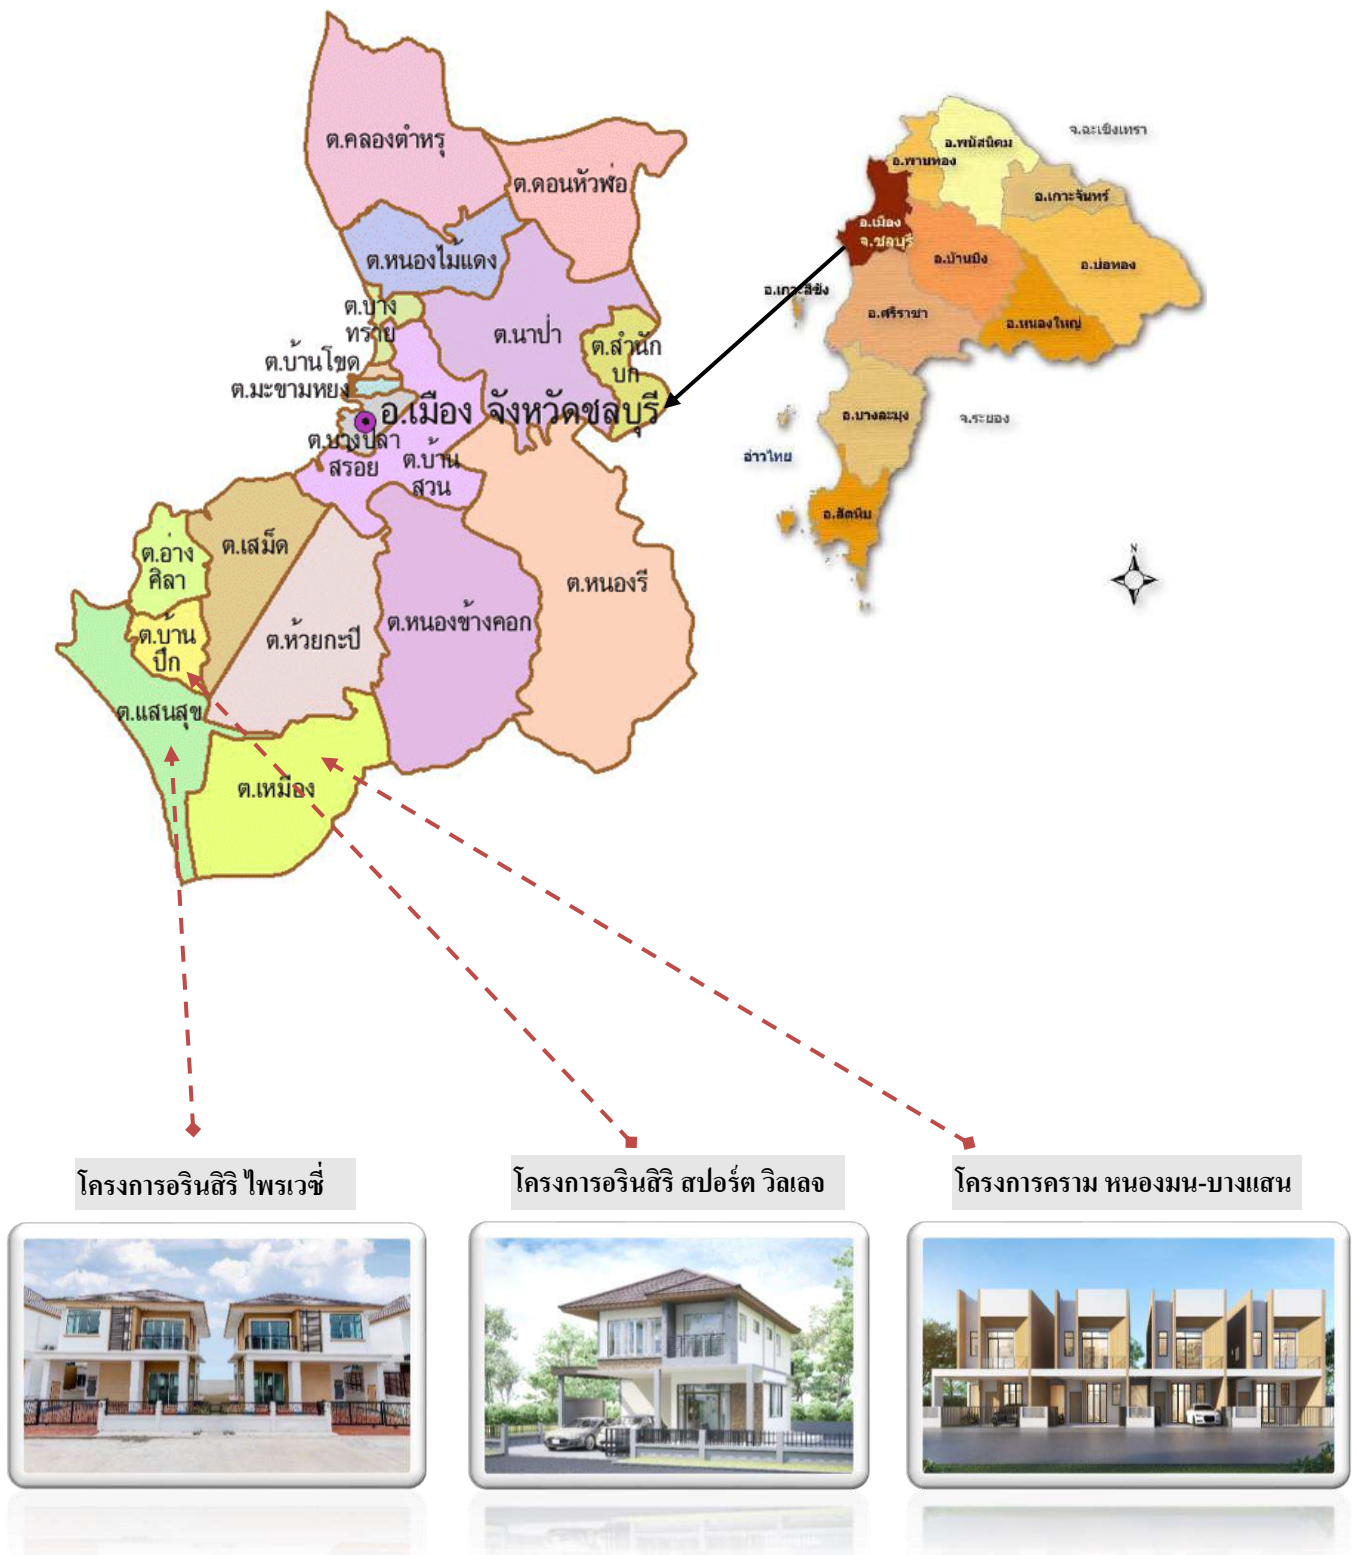 ต.คลองตำหรุ
ต.ดอนหัวฬ่อ
ต.หนองไม้แดง
ต.บาง
ทราย
ต.นาป่า
ต.สำนัก
บก
ต.บ้านโขด
ต.มะขามหยง
อ.เมือง จังหวัดชลบุรี
ต.บางปลา
สร้อย
ต.บ้าน
สวน
ต.เสม็ด
ต.อ่าง
ศิลา
ต.หนองรี
ต.หนองข้างคอก
ต.ห้วยกะปิ
ต.บ้าน
ปึก
ต.แสนสุข
ต.เหมือง
จ.ฉะเชิงเทรา
อ.พนัสนิคม
อ.พานทอง
อ.เกาะจันทร์
อ.เมือง
จ.ชลบุรี
อ.บ้านบึง
อ.บ่อทอง
อ.เกาะสีชัง
อ.ศรีราชา
อ.หนองใหญ่
อ.บางละมุง
จ.ระยอง
อ่าวไทย
อ.สัตหีบ
N
โครงการอรินสิริ ไพรเวซี่
โครงการอรินสิริ สปอร์ต วิลเลจ
โครงการคราม หนองมน-บางแสน